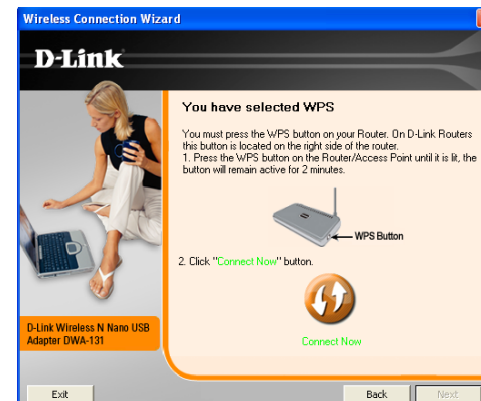 Wireless Connection Wizard
D-Link
You have selected WPS
You must press the WPS button on your Router. On D-Link Routers
this button is located on the right side of the router.
1. Press the WPS button on the Router/Access Point until it is lit, the
button will remain active for 2 minutes.
WPS Button
2. Click "Connect Now" button.
Connect Now
D-Link Wireless N Nano USB
Adapter DWA-131
Exit
Back
Next